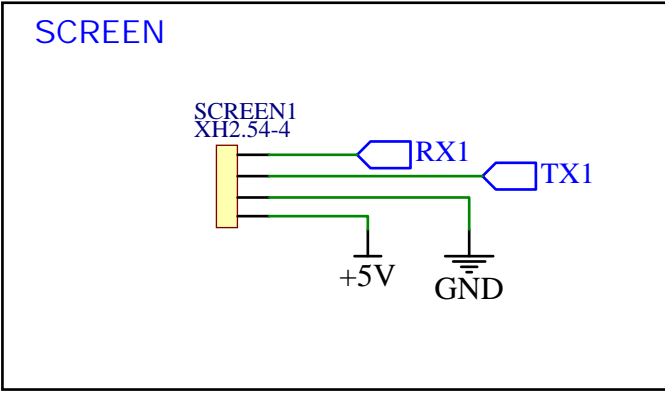 SCREEN
SCREEN1
XH2.54-4
RX1
TX1
+5V
GND